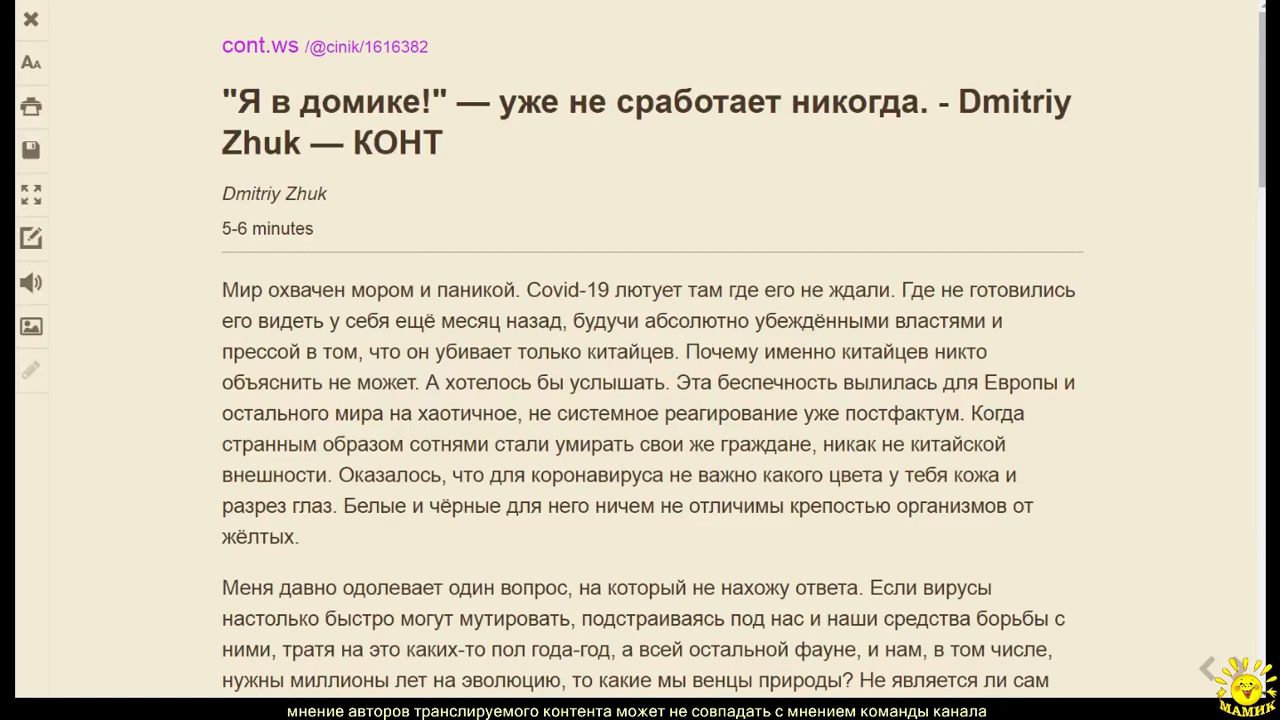 cont.ws /@cinik/1616382
"Я в домике!" — уже не сработает никогда. - Dmitriy
Zhuk — КОНТ
Dmitriy Zhuk
5-6 minutes
Мир охвачен мором и паникой. Covid-19 лютует там где его не ждали. Где не готовились
его видеть у себя ещё месяц назад, будучи абсолютно убеждёнными властями и
прессой в том, что он убивает только китайцев. Почему именно китайцев никто
объяснить не может. А хотелось бы услышать. Эта беспечность вылилась для Европы и
остального мира на хаотичное, не системное реагирование уже постфактум. Когда
странным образом сотнями стали умирать свои же граждане, никак не китайской
внешности. Оказалось, что для коронавируса не важно какого цвета у тебя кожа и
разрез глаз. Белые и чёрные для него ничем не отличимы крепостью организмов от
жёлтых.
Меня давно одолевает один вопрос, на который не нахожу ответа. Если вирусы
настолько быстро могут мутировать, подстраиваясь под нас и наши средства борьбы с
ними, тратя на это каких-то пол года-год, а всей остальной фауне, и нам, в том числе,
нужны миллионы лет на эволюцию, то какие мы венцы природы? Не является ли сам
МАМИК
мнение авторов транслируемого контента может не совпадать с мнением команды канала